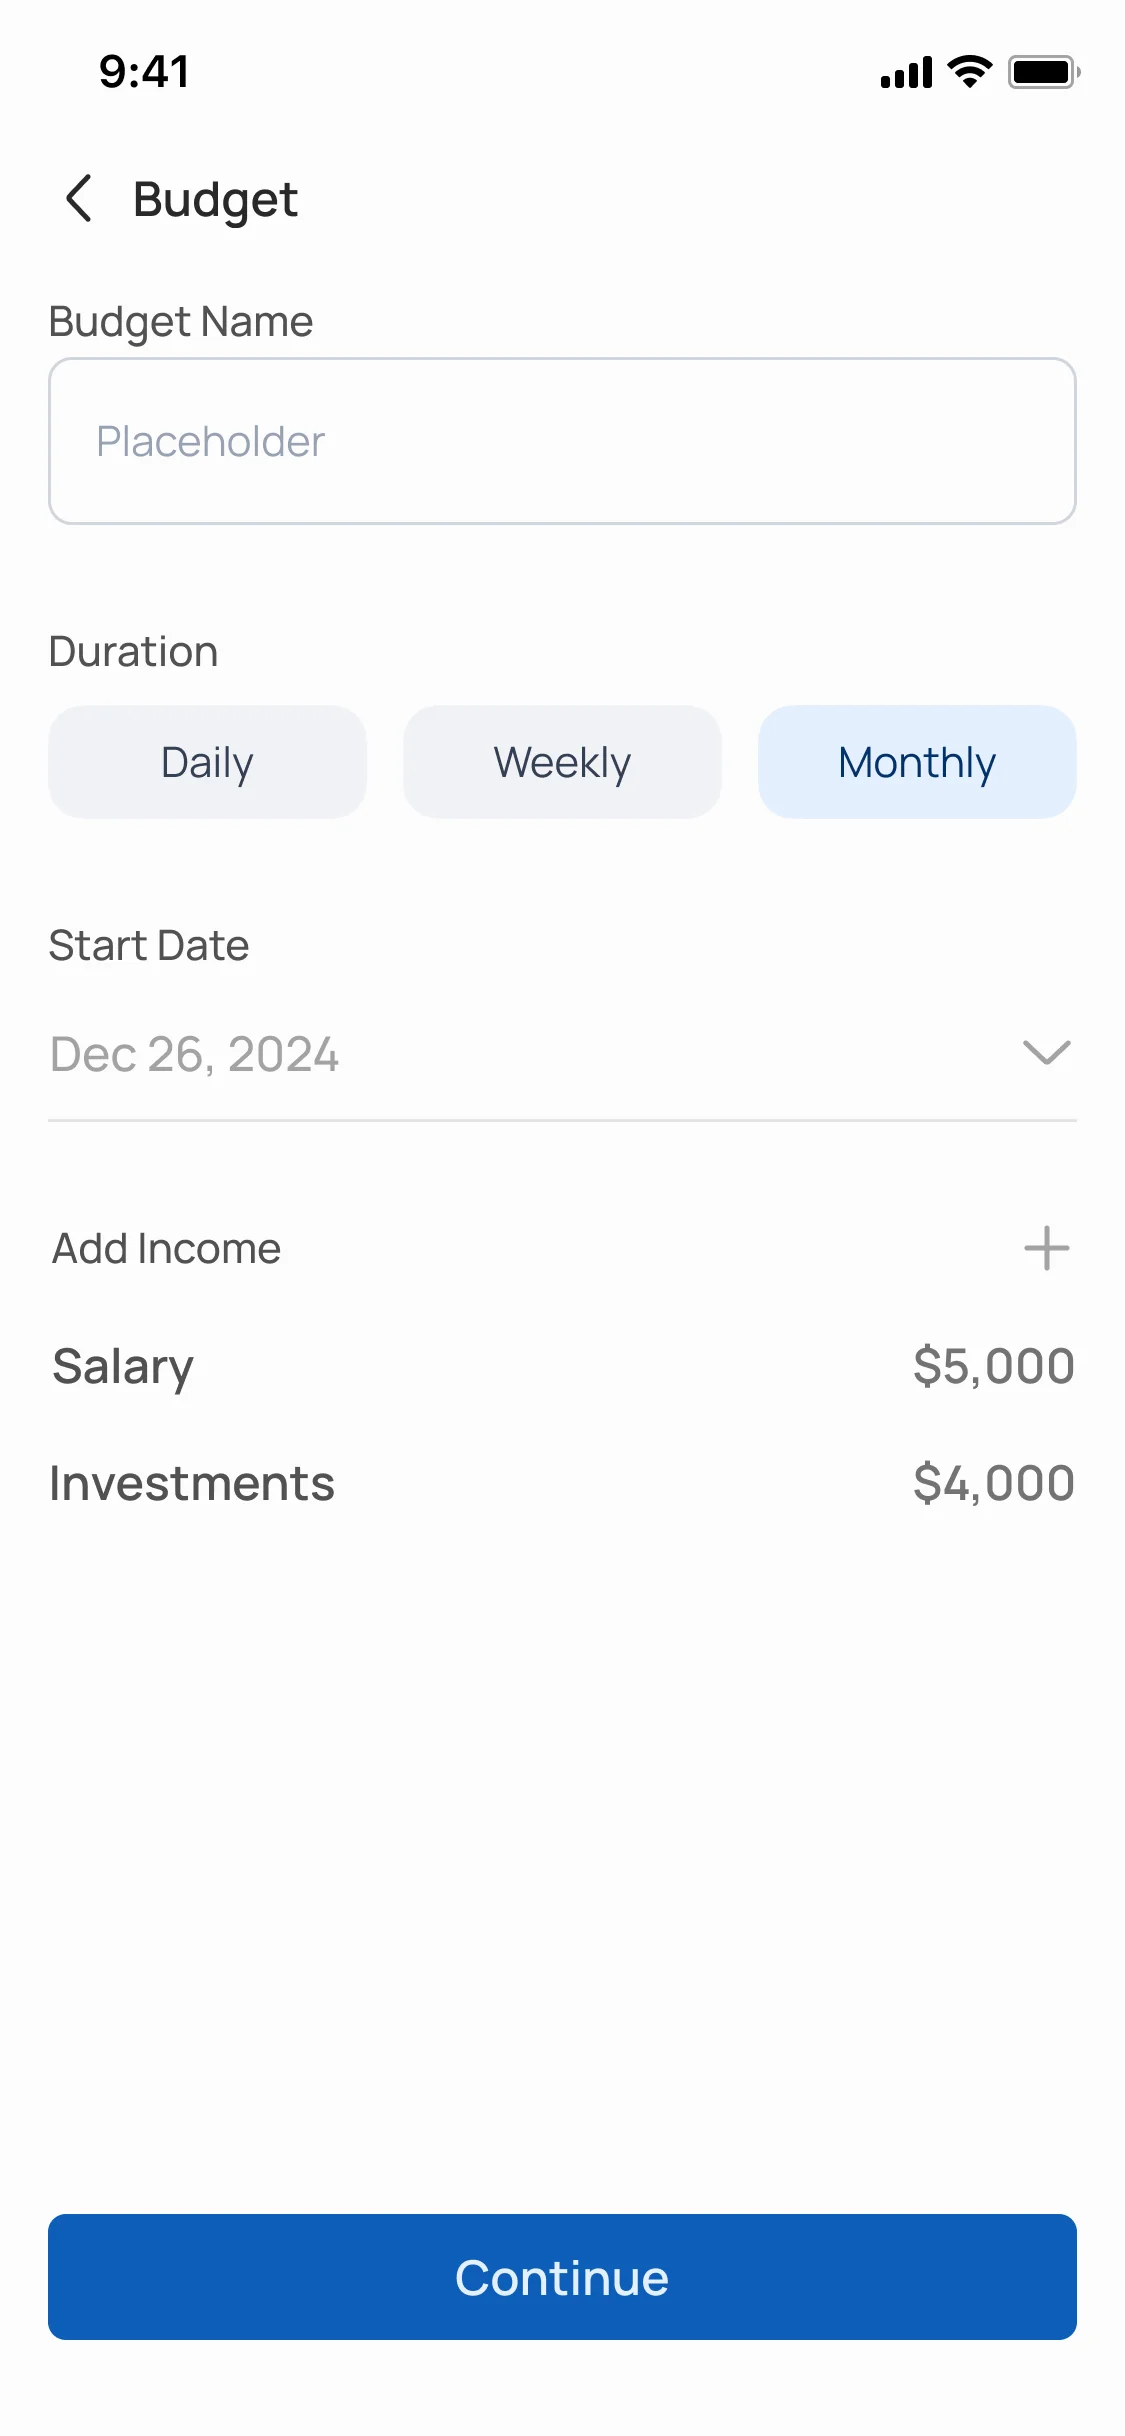 9:41
Budget
Budget Name
Placeholder
Duration
Daily Weekly Monthly
Start Date
Dec 26, 2024
Add Income
Salary $5,000
Investments $4,000
Continue